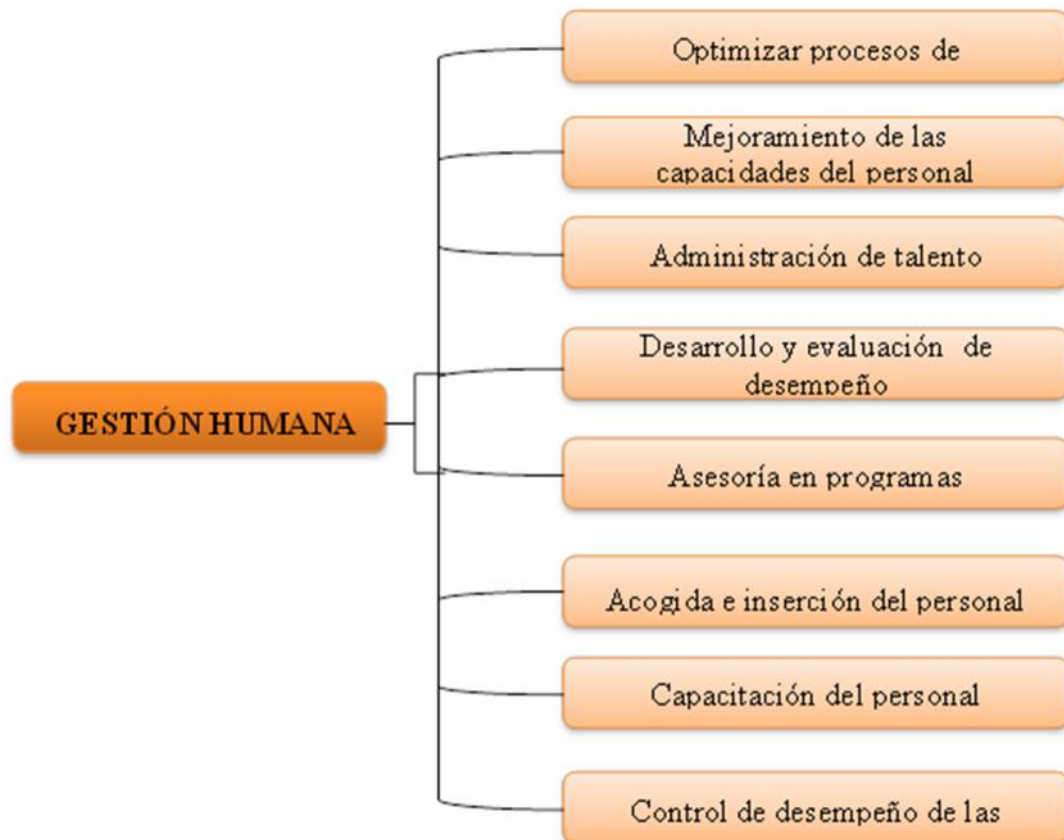 Optimizar procesos de
Mejoramiento de las
capacidades del personal
Administración de talento
Desarrollo y evaluación de
desempeño
GESTIÓN HUMANA
Asesoría en programas
Acogida e inserción del personal
Capacitación del personal
Control de desempeño de las